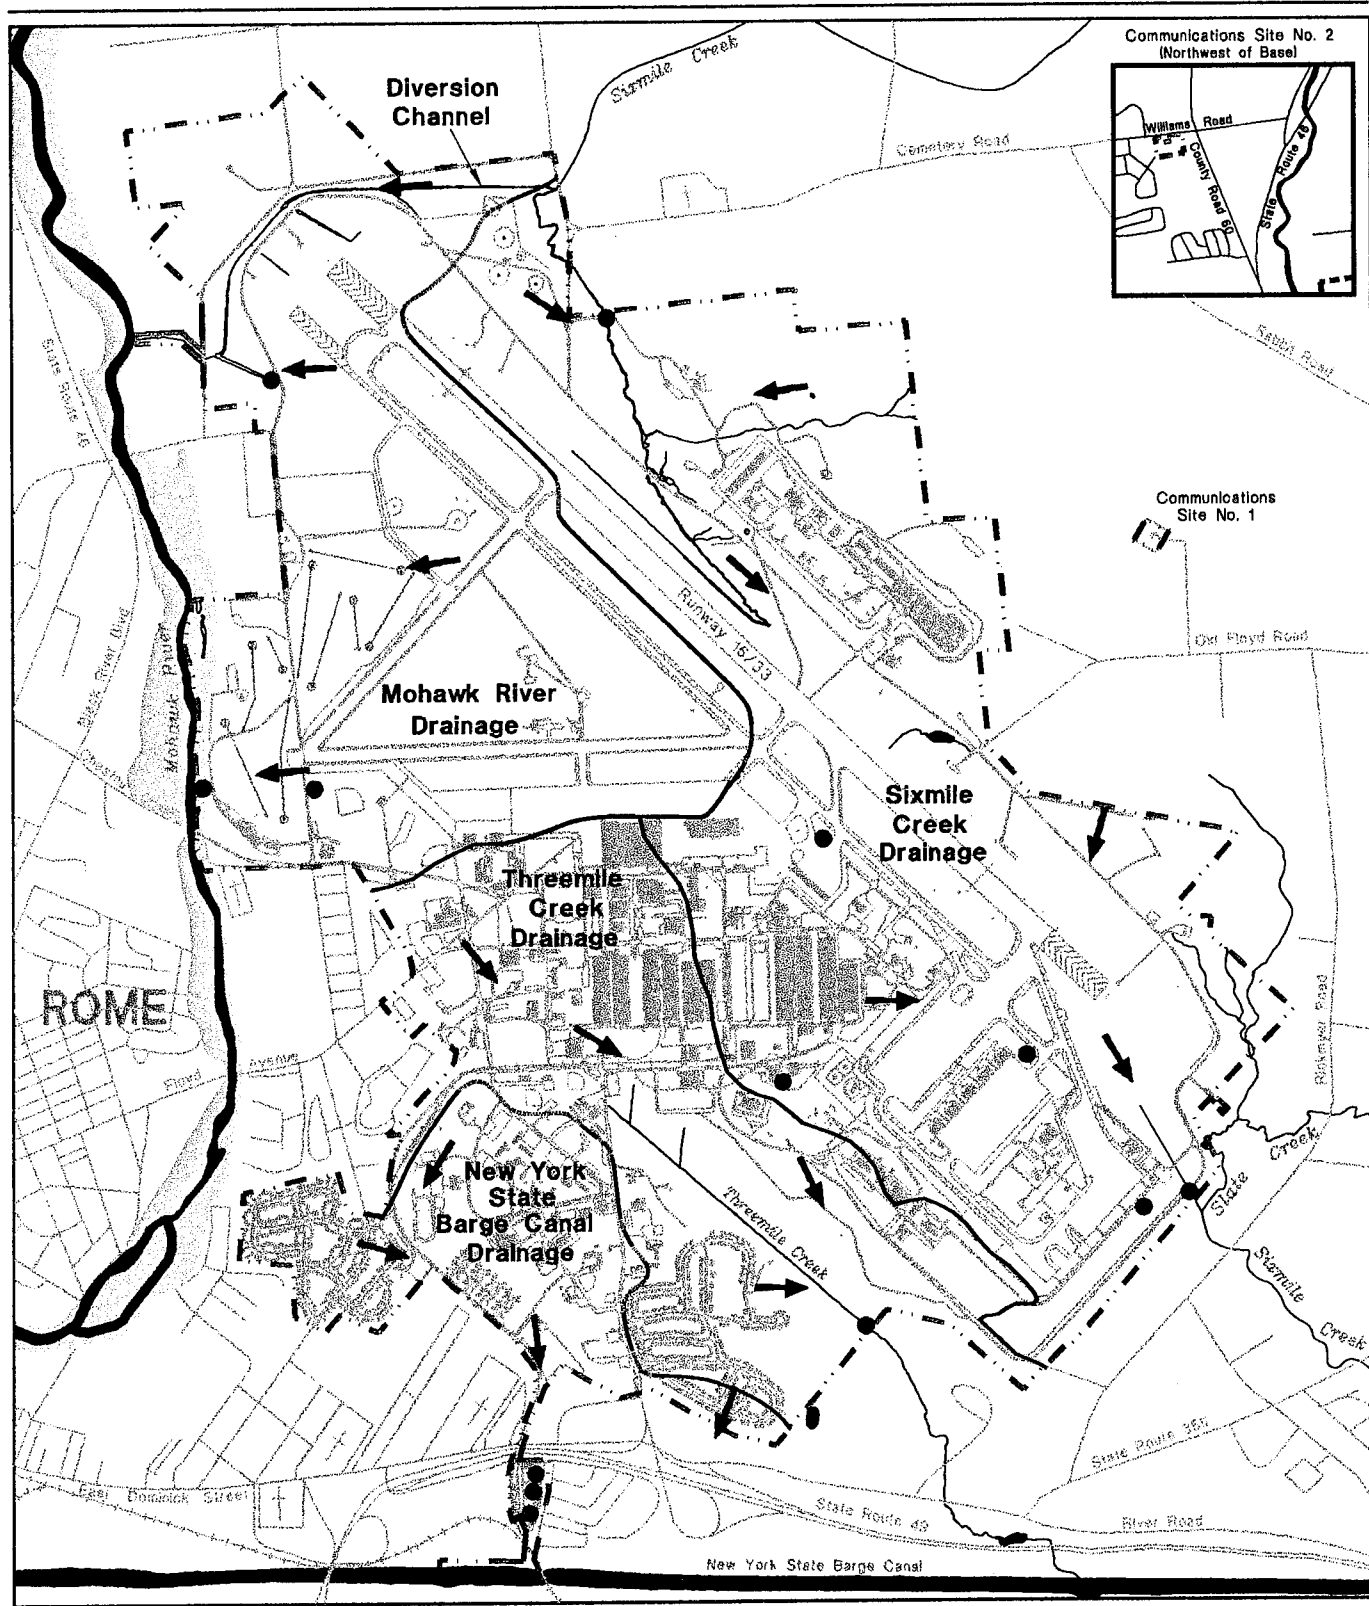 Communications Site No. 2
(Northwest of Base)
Williams Road
County Road 60
State Route 46
Diversion
Channel
Sixmile Creek
Cemetery Road
State Route 46
Communications
Site No. 1
Old Floyd Road
Runway 15/33
Mohawk River
Mohawk River
Drainage
Sixmile
Creek
Drainage
Threemile
Creek
Drainage
ROME
Floyd Avenue
New York
State
Barge Canal
Drainage
Threemile Creek
Slate Creek
Sixmile
Creek
State Route 365
East Dominick Street
State Route 49
River Road
New York State Barge Canal